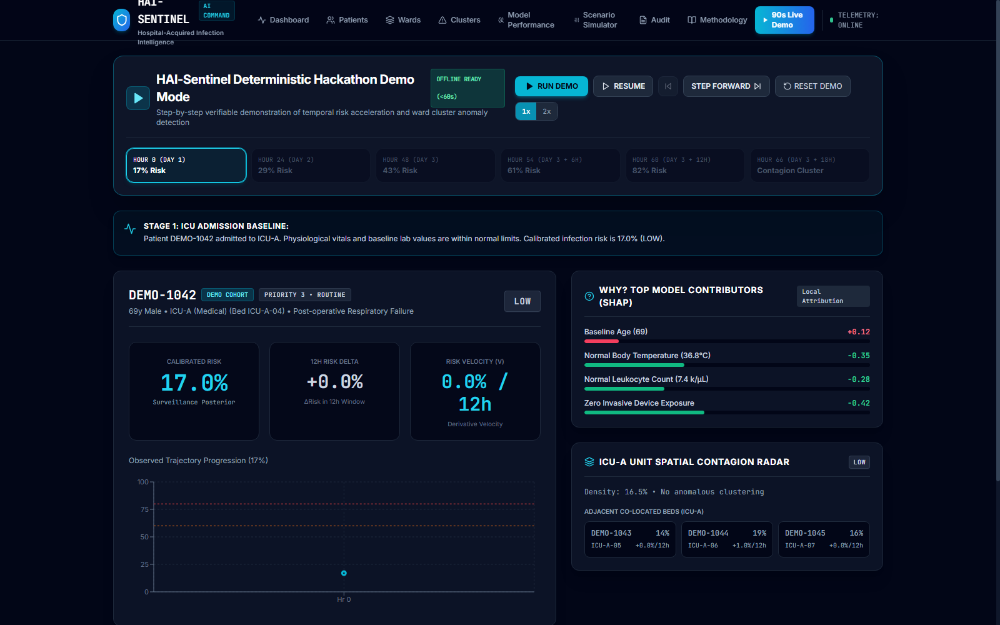 HAI-
SENTINEL
AI
COMMAND
Hospital-Acquired Infection
Intelligence
Dashboard
Patients
Wards
Clusters
Model
Performance
Scenario
Simulator
Audit
Methodology
90s Live
Demo
TELEMETRY:
ONLINE
HAI-Sentinel Deterministic Hackathon Demo
Mode
OFFLINE READY
(<60s)
Step-by-step verifiable demonstration of temporal risk acceleration and ward cluster anomaly
detection
RUN DEMO
RESUME
STEP FORWARD
RESET DEMO
1x
2x
HOUR 0 (DAY 1)
17% Risk
HOUR 24 (DAY 2)
29% Risk
HOUR 48 (DAY 3)
43% Risk
HOUR 54 (DAY 3 + 6H)
61% Risk
HOUR 60 (DAY 3 + 12H)
82% Risk
HOUR 66 (DAY 3 + 18H)
Contagion Cluster
STAGE 1: ICU ADMISSION BASELINE:
Patient DEMO-1042 admitted to ICU-A. Physiological vitals and baseline lab values are within normal limits. Calibrated infection risk is 17.0% (LOW).
DEMO-1042
DEMO COHORT
PRIORITY 3 • ROUTINE
69y Male • ICU-A (Medical) (Bed ICU-A-04) • Post-operative Respiratory Failure
LOW
CALIBRATED RISK
17.0%
Surveillance Posterior
12H RISK DELTA
+0.0%
ΔRisk in 12h Window
RISK VELOCITY (V)
0.0% /
12h
Derivative Velocity
Observed Trajectory Progression (17%)
100
75
50
25
0
Hr 0
WHY? TOP MODEL CONTRIBUTORS
(SHAP)
Local
Attribution
Baseline Age (69) +0.12
Normal Body Temperature (36.8°C) -0.35
Normal Leukocyte Count (7.4 k/µL) -0.28
Zero Invasive Device Exposure -0.42
ICU-A UNIT SPATIAL CONTAGION RADAR
LOW
Density: 16.5% • No anomalous clustering
ADJACENT CO-LOCATED BEDS (ICU-A)
DEMO-1043 14%
ICU-A-05 +0.0%/12h
DEMO-1044 19%
ICU-A-06 +1.0%/12h
DEMO-1045 16%
ICU-A-07 +0.0%/12h